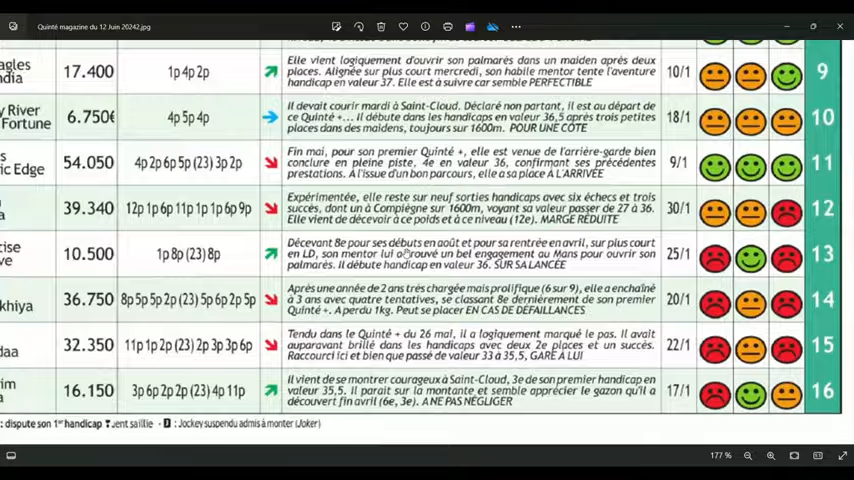 Quinté magazine du 12 Juin 20242.jpg
agles
ndia
17.400
1p 4p 2p
Elle vient logiquement d'ouvrir son palmarès dans un maiden après deux
places. Alignée sur plus court mercredi, son habile mentor tente l'aventure
handicap en valeur 37. Elle est à suivre car semble PERFECTIBLE
10/1
9
y River
Fortune
6.750€
4p 5p 4p
Il devait courir mardi à Saint-Cloud. Déclaré non partant, il est au départ de
ce Quinté +... Il débute dans les handicaps en valeur 36,5 après trois petites
places dans des maidens, toujours sur 1600m. POUR UNE CÔTE
18/1
10
s
ic Edge
54.050
4p 2p 6p 5p (23) 3p 2p
Fin mai, pour son premier Quinté +, elle est venue de l'arrière-garde bien
conclure en pleine piste, 4e en valeur 36, confirmant ses précédentes
prestations. A l'issue d'un bon parcours, elle a sa place A L'ARRIVÉE
9/1
11
a
39.340
12p 1p 6p 11p 1p 1p 6p 9p
Expérimentée, elle reste sur neuf sorties handicaps avec six échecs et trois
succès, dont un à Compiègne sur 1600m, voyant sa valeur passer de 27 à 36.
Elle vient de décevoir à ce poids et à ce niveau (12e). MARGE RÉDUITE
30/1
12
tise
ve
10.500
1p 8p (23) 8p
Décevant 8e pour ses débuts en août et pour sa rentrée en avril, sur plus court
en LD, son mentor lui a trouvé un bel engagement au Mans pour ouvrir son
palmarès. Il débute handicap en valeur 36. SUR SA LANCÉE
25/1
13
khiya
36.750
8p 5p 5p 2p (23) 5p 6p 2p 5p
Après une année de 2 ans très chargée mais prolifique (6 sur 9), elle a enchaîné
à 3 ans avec quatre tentatives, se classant 8e dernièrement de son premier
Quinté +. A perdu 1kg. Peut se placer EN CAS DE DÉFAILLANCES
20/1
14
daa
32.350
11p 1p 2p (23) 2p 3p 3p 6p
Tendu dans le Quinté + du 26 mai, il a logiquement marqué le pas. Il avait
auparavant brillé dans les handicaps avec deux 2e places et un succès.
Raccourci ici et bien que passé de valeur 33 à 35,5, GARE À LUI
22/1
15
im
a
16.150
3p 6p 2p 2p (23) 4p 11p
Il vient de se montrer courageux à Saint-Cloud, 3e de son premier handicap en
valeur 35,5. Il parait sur la montante et semble apprécier le gazon qu'il a
découvert fin avril (6e, 3e). A NE PAS NÉGLIGER
17/1
16
: dispute son 1er handicap
: Jockey suspendu admis à monter (Joker)
177 %